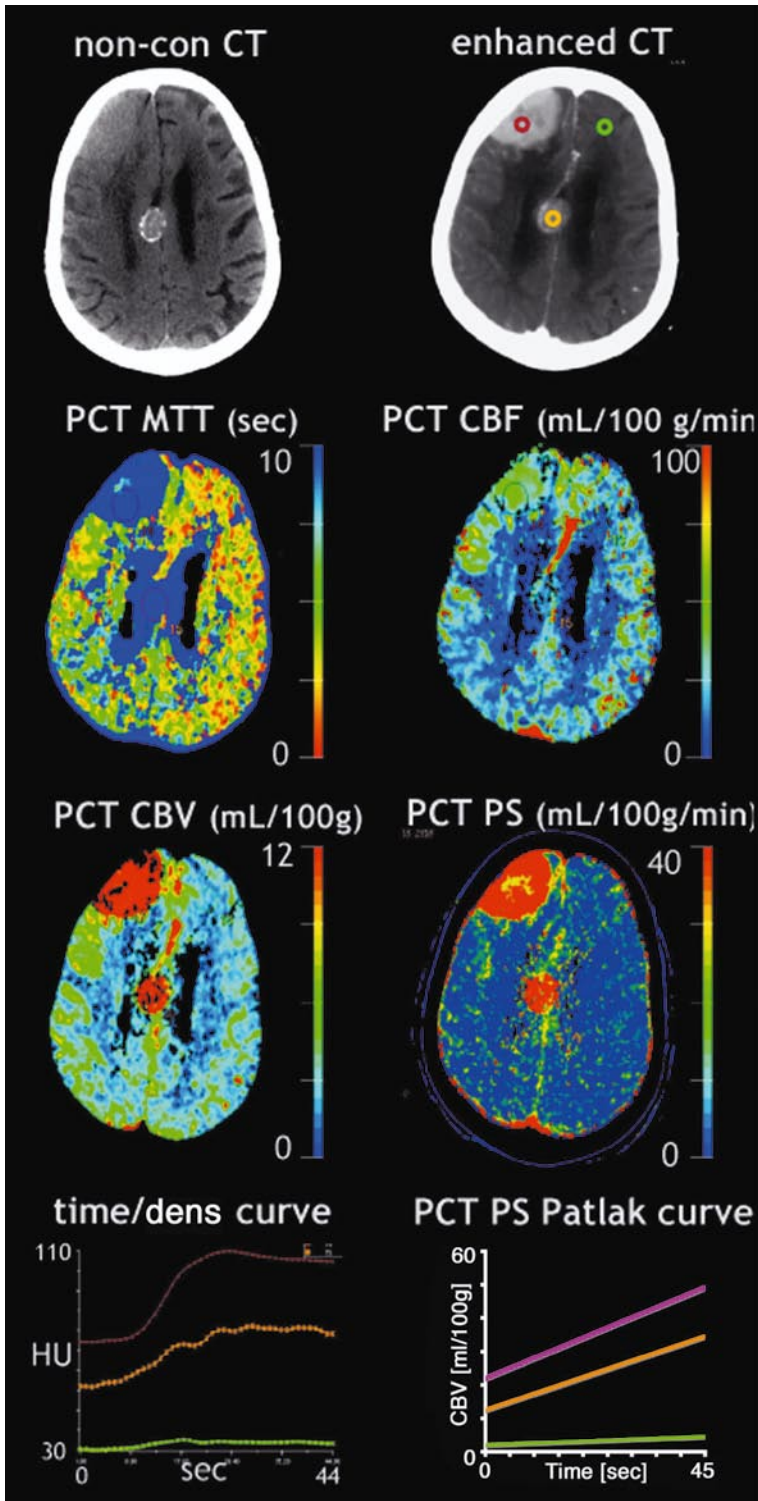 non-con CT
enhanced CT
PCT MTT (sec)
10
0
PCT CBF (mL/100 g/min
100
0
15
15
PCT CBV (mL/100g)
12
0
PCT PS (mL/100g/min)
40
0
time/dens curve
110
HU
30
0
sec
44
PCT PS Patlak curve
60
CBV [ml/100g]
0
0
Time [sec]
45